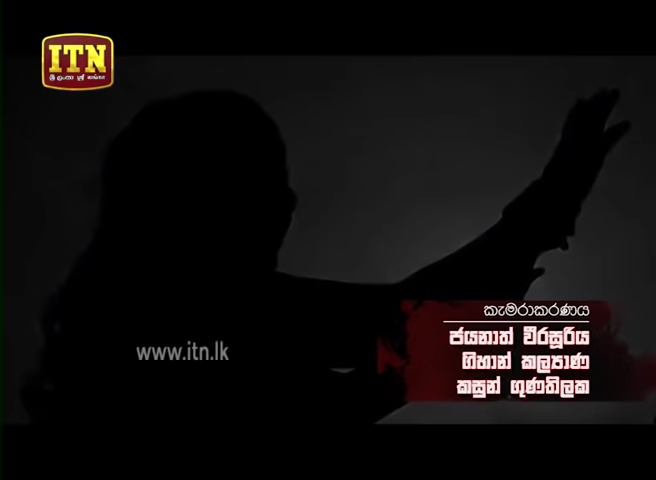 ITN
www.itn.lk
කැමරාකරණය
ජයනාත් වීරසූරිය
ගිහාන් කල්‍යාණ
කසුන් ගුණතිලක